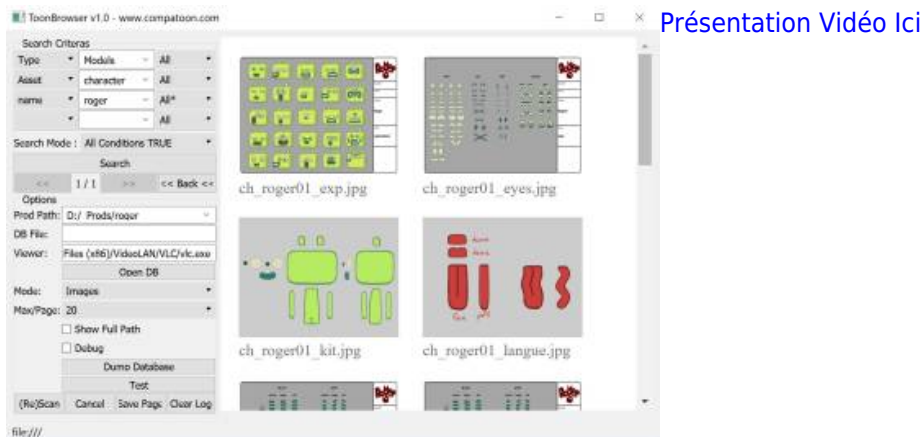 ToonBrowser v1.0 - www.compatoon.com
Présentation Vidéo Ici
Search Criteras
Type Models All
Asset character All
name roger All*
All
Search Mode : All Conditions TRUE
Search
<< 1 / 1 >> << Back <<
Options
Prod Path: D:/ Prods/roger
DB File:
Viewer: Files (x86)/VideoLAN/VLC/vlc.exe
Open DB
Mode: Images
Max/Page: 20
Show Full Path
Debug
Dump Database
Test
(Re)Scan Cancel Save Page Clear Log
file:///
ch_roger01_exp.jpg
ch_roger01_eyes.jpg
ch_roger01_kit.jpg
ch_roger01_langue.jpg